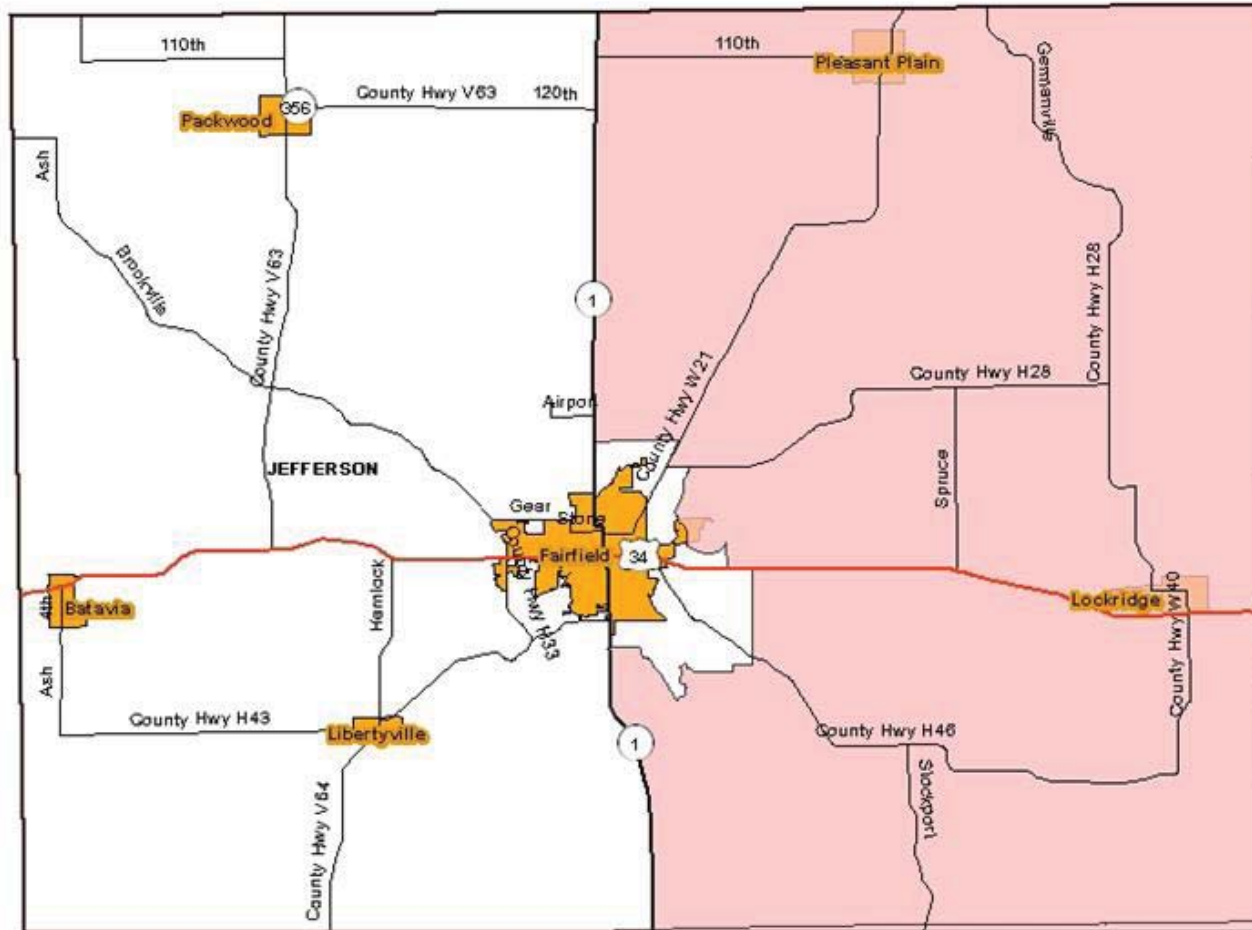 110th
110th
Pleasant Plain
Germanville
County Hwy V63
120th
356
Packwood
Ash
Brookville
County Hwy V63
1
County Hwy H28
County Hwy W21
County Hwy H28
Airport
JEFFERSON
Spruce
Gear
Stone
Fairfield
34
County Hwy H33
Hemlock
4th
Batavia
Lockridge
County Hwy W40
Ash
County Hwy H43
Libertyville
1
County Hwy H46
Stockport
County Hwy V64